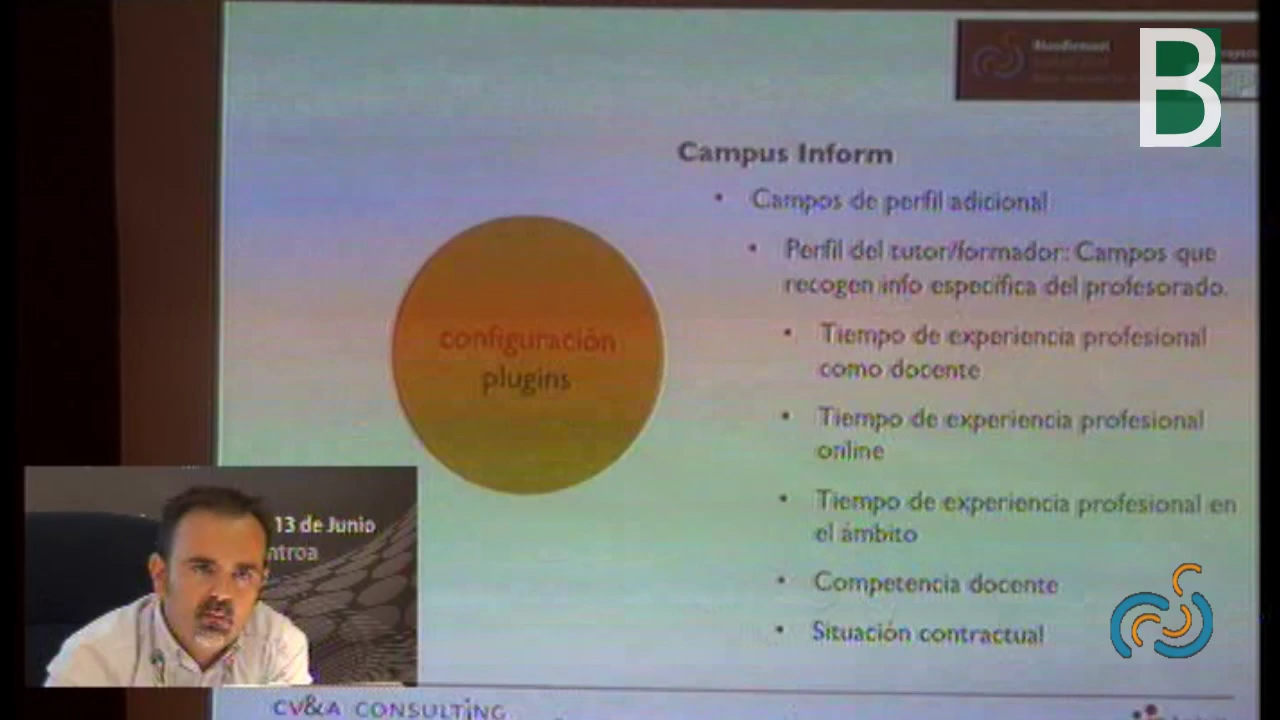 B
Campus Inform
• Campos de perfil adicional
• Perfil del tutor/formador: Campos que
recogen info específica del profesorado.
• Tiempo de experiencia profesional
como docente
• Tiempo de experiencia profesional
online
• Tiempo de experiencia profesional en
el ámbito
• Competencia docente
• Situación contractual
configuración
plugins
13 de Junio
ntroa
CV&A CONSULTING